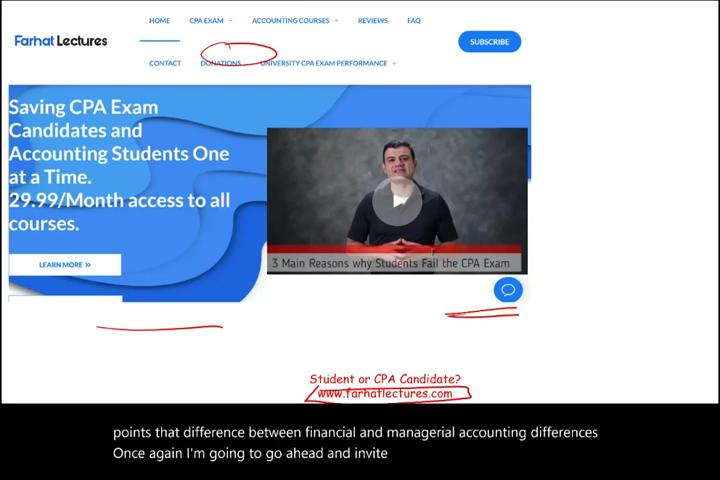 HOME CPA EXAM ACCOUNTING COURSES REVIEWS FAQ
Farhat Lectures
SUBSCRIBE
CONTACT DONATIONS UNIVERSITY CPA EXAM PERFORMANCE +
Saving CPA Exam
Candidates and
Accounting Students One
at a Time.
29.99/Month access to all
courses.
LEARN MORE »
3 Main Reasons why Students Fail the CPA Exam
Student or CPA Candidate?
www.farhatlectures.com
points that difference between financial and managerial accounting differences
Once again I'm going to go ahead and invite